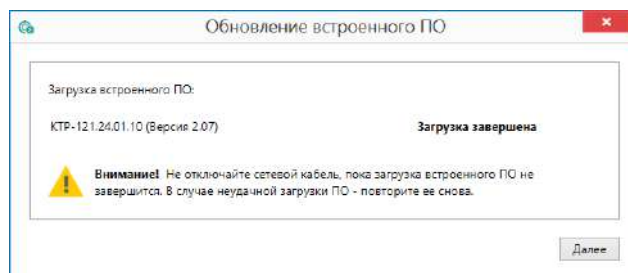 Обновление встроенного ПО
Загрузка встроенного ПО:
КТР-121.24.01.10 (Версия 2.07) Загрузка завершена
Внимание! Не отключайте сетевой кабель, пока загрузка встроенного ПО не
завершится. В случае неудачной загрузки ПО - повторите ее снова.
Далее